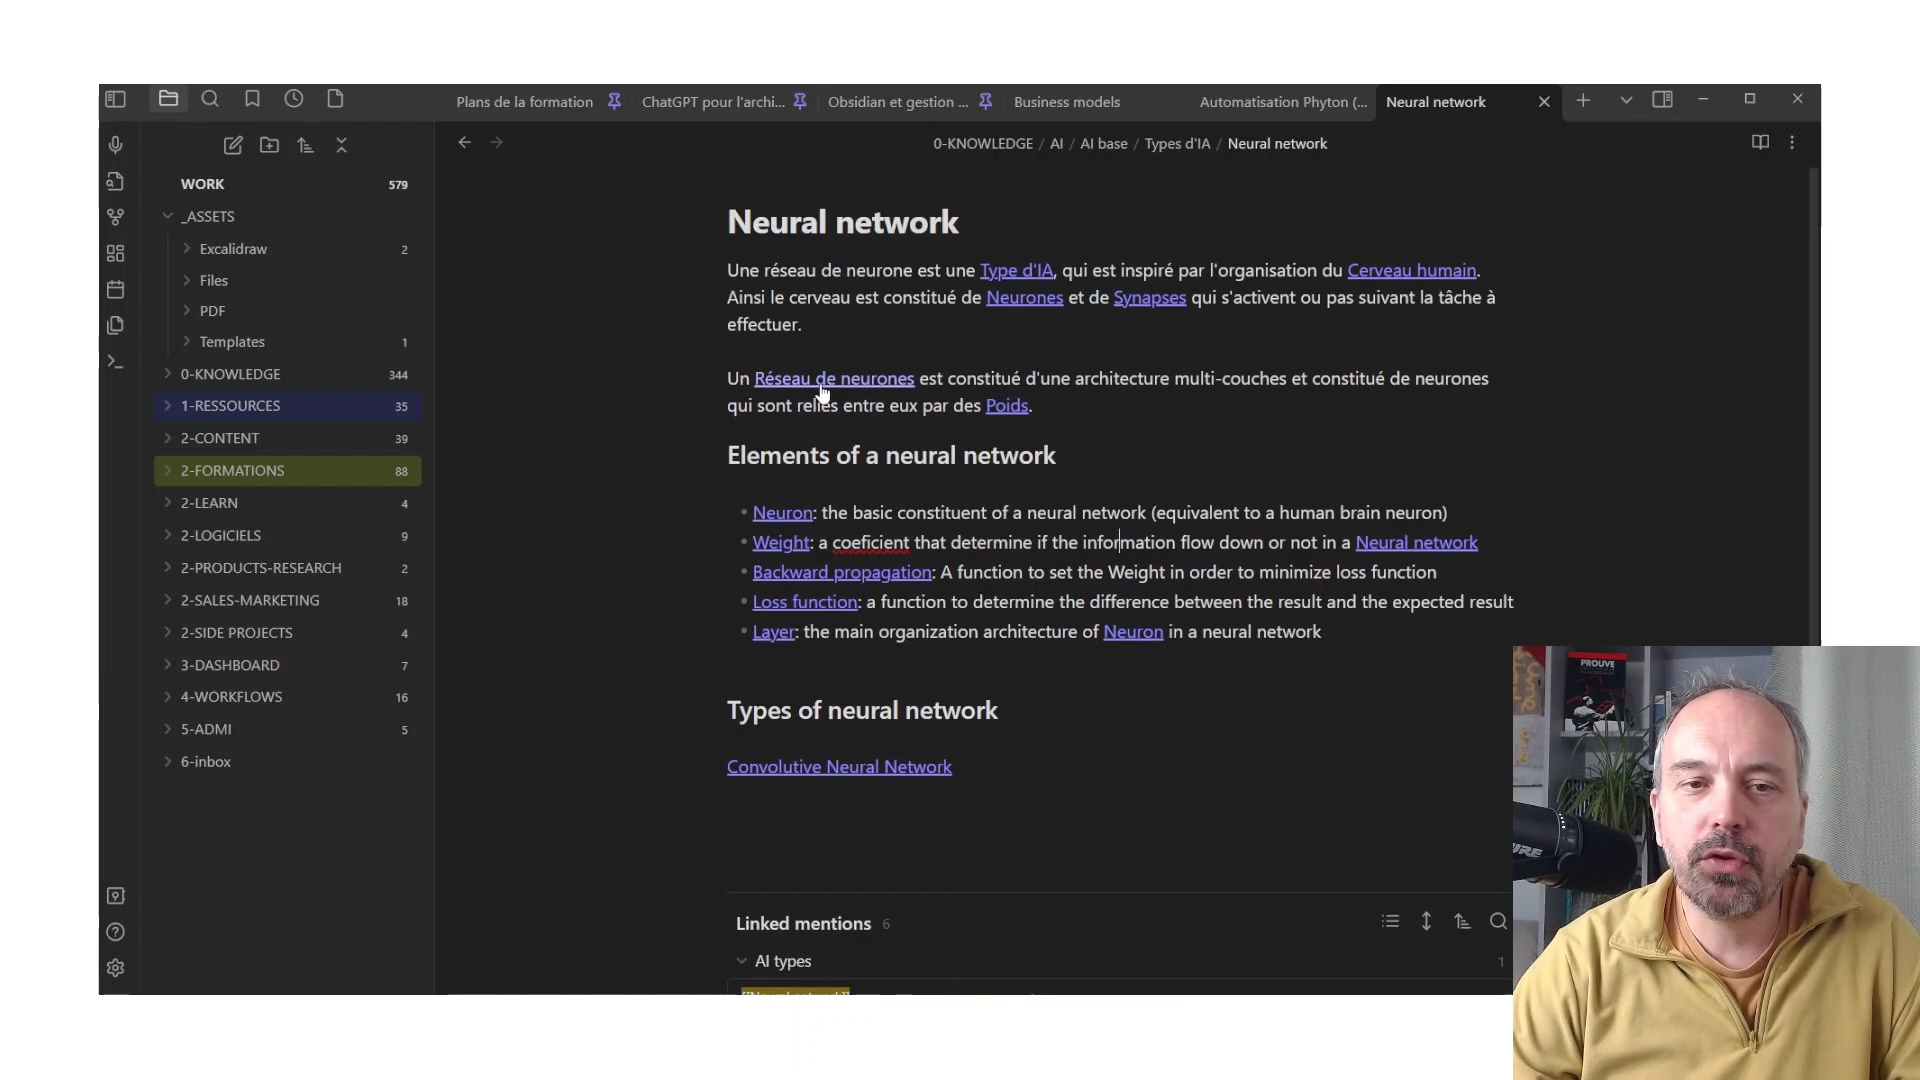 Plans de la formation
ChatGPT pour l'archi...
Obsidian et gestion ...
Business models
Automatisation Phyton (...
Neural network
0-KNOWLEDGE / AI / AI base / Types d'IA / Neural network
WORK 579
_ASSETS
Excalidraw 2
Files
PDF
Templates 1
0-KNOWLEDGE 344
1-RESSOURCES 35
2-CONTENT 39
2-FORMATIONS 88
2-LEARN 4
2-LOGICIELS 9
2-PRODUCTS-RESEARCH 2
2-SALES-MARKETING 18
2-SIDE PROJECTS 4
3-DASHBOARD 7
4-WORKFLOWS 16
5-ADMI 5
6-inbox
Neural network
Une réseau de neurone est une Type d'IA, qui est inspiré par l'organisation du Cerveau humain.
Ainsi le cerveau est constitué de Neurones et de Synapses qui s'activent ou pas suivant la tâche à
effectuer.
Un Réseau de neurones est constitué d'une architecture multi-couches et constitué de neurones
qui sont reliés entre eux par des Poids.
Elements of a neural network
• Neuron: the basic constituent of a neural network (equivalent to a human brain neuron)
• Weight: a coeficient that determine if the information flow down or not in a Neural network
• Backward propagation: A function to set the Weight in order to minimize loss function
• Loss function: a function to determine the difference between the result and the expected result
• Layer: the main organization architecture of Neuron in a neural network
Types of neural network
Convolutive Neural Network
Linked mentions 6
AI types 1
PROUVE